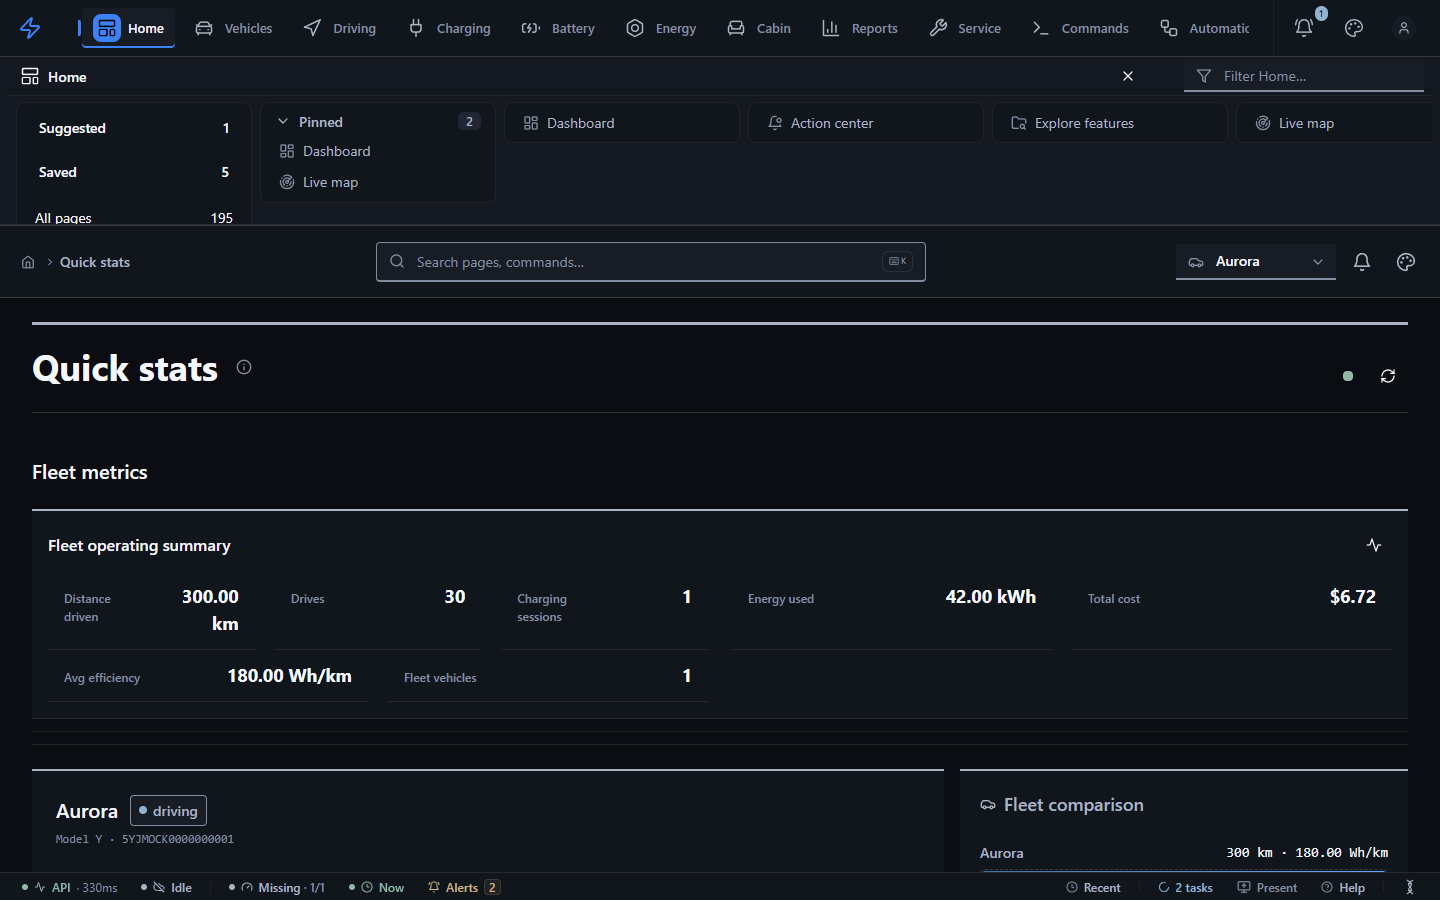 Home
Vehicles
Driving
Charging
Battery
Energy
Cabin
Reports
Service
Commands
Automatic
1
Home
Filter Home...
Suggested 1
Saved 5
All pages 195
Pinned 2
Dashboard
Live map
Dashboard
Action center
Explore features
Live map
Quick stats
Search pages, commands...
K
Aurora
Quick stats
Fleet metrics
Fleet operating summary
Distance driven 300.00 km
Drives 30
Charging sessions 1
Energy used 42.00 kWh
Total cost $6.72
Avg efficiency 180.00 Wh/km
Fleet vehicles 1
Aurora driving
Model Y · 5YJMOCK0000000001
Fleet comparison
Aurora 300 km · 180.00 Wh/km
API · 330ms
Idle
Missing · 1/1
Now
Alerts 2
Recent
2 tasks
Present
Help